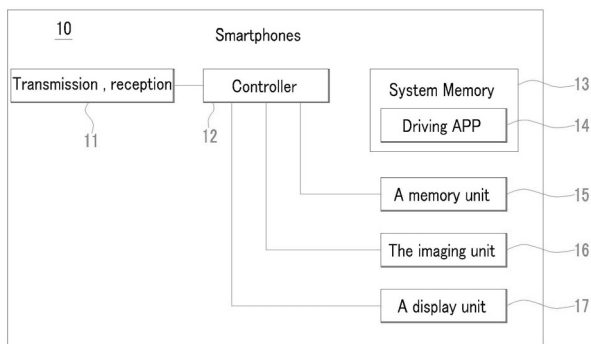 10
Smartphones
Transmission , reception
Controller
System Memory
13
Driving APP
14
11
12
A memory unit
15
The imaging unit
16
A display unit
17